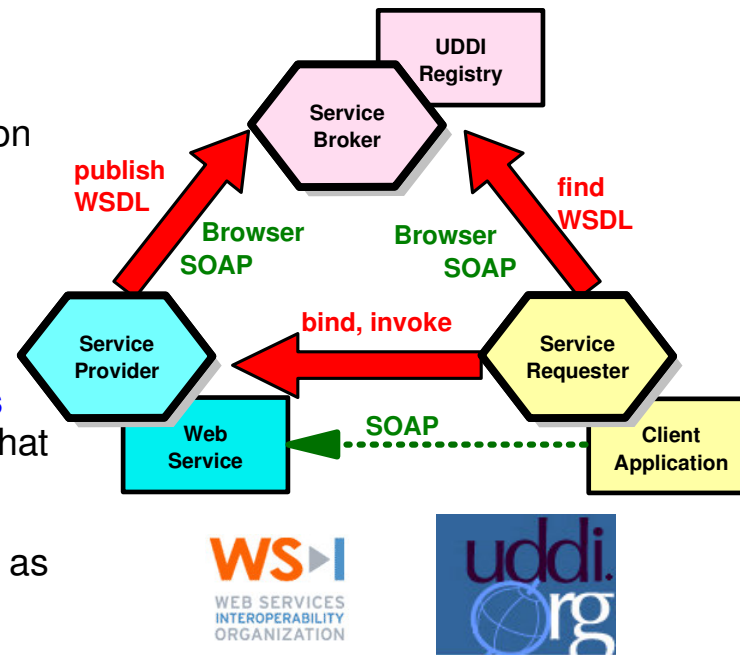 UDDI
Registry
Service
Broker
on
publish
WSDL
find
WSDL
Browser
SOAP
Browser
SOAP
bind, invoke
Service
Provider
Service
Requester
s
hat
Web
Service
SOAP
Client
Application
as
WS I
WEB SERVICES
INTEROPERABILITY
ORGANIZATION
uddi.
Org